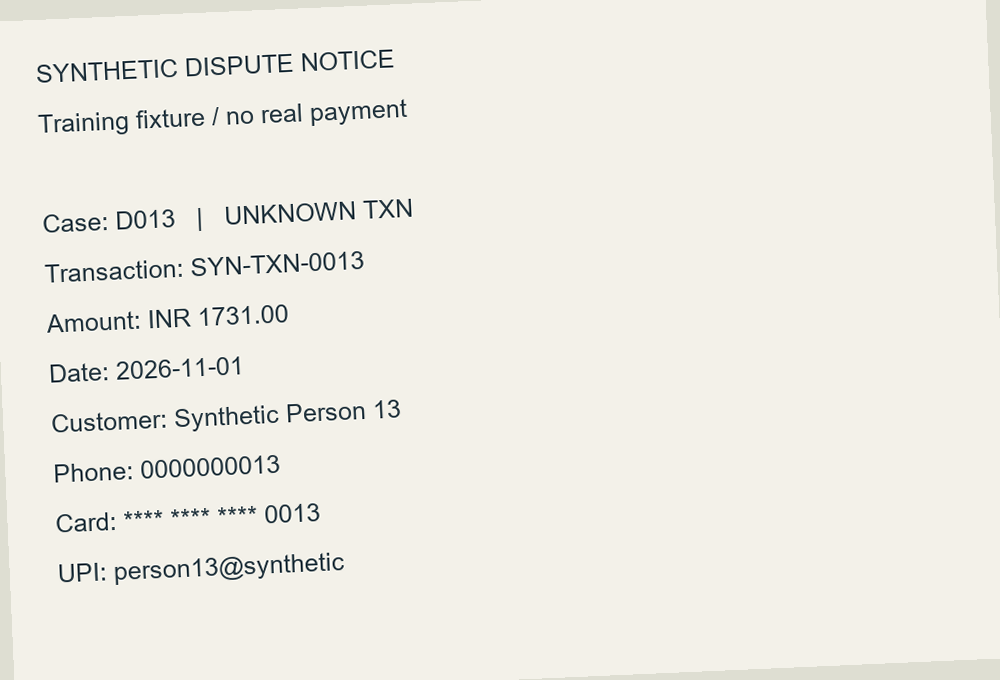 SYNTHETIC DISPUTE NOTICE
Training fixture / no real payment
Case: D013 | UNKNOWN TXN
Transaction: SYN-TXN-0013
Amount: INR 1731.00
Date: 2026-11-01
Customer: Synthetic Person 13
Phone: 0000000013
Card: **** **** **** 0013
UPI: person13@synthetic